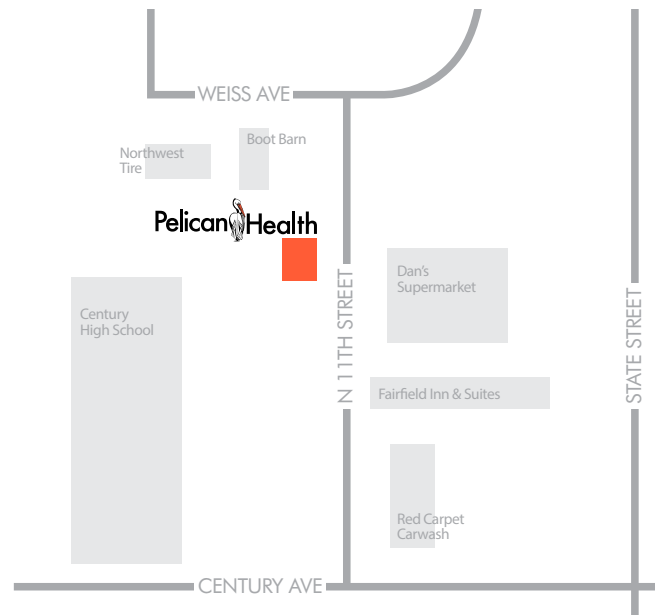 WEISS AVE
Boot Barn
Northwest
Tire
Pelican Health
Dan's
Supermarket
N 11TH STREET
STATE STREET
Century
High School
Fairfield Inn & Suites
Red Carpet
Carwash
CENTURY AVE